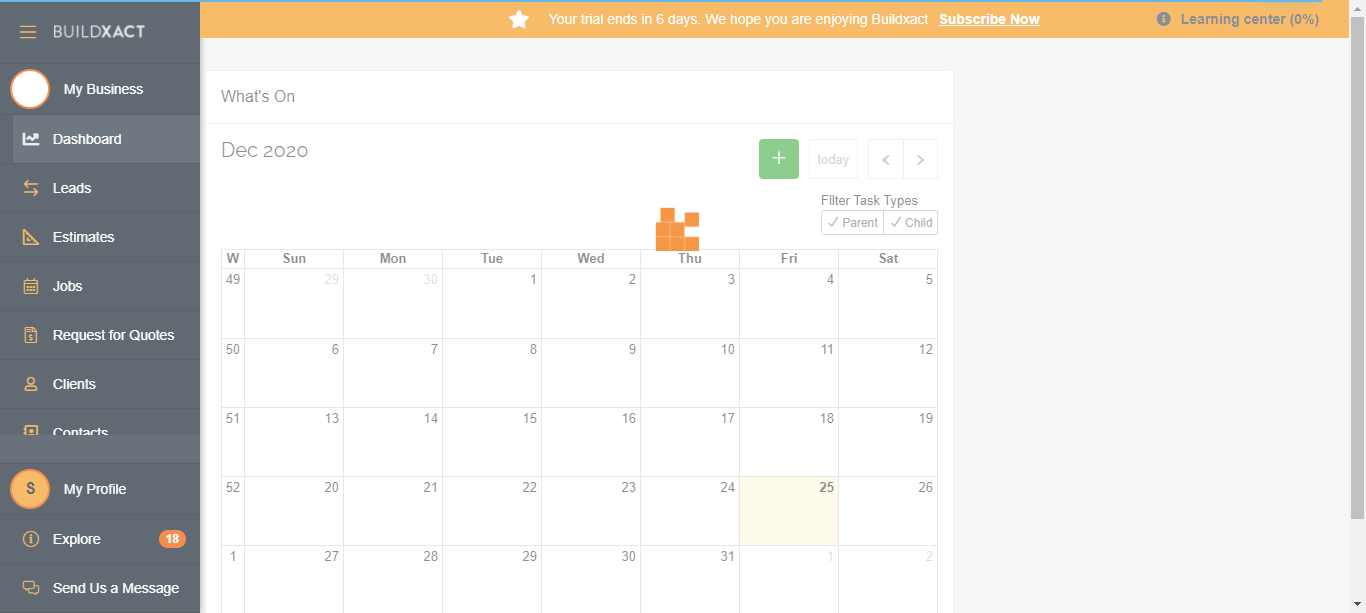 BUILDXACT
Your trial ends in 6 days. We hope you are enjoying Buildxact Subscribe Now
Learning center (0%)
My Business
Dashboard
Leads
Estimates
Jobs
Request for Quotes
Clients
Contacts
S My Profile
Explore 18
Send Us a Message
What's On
Dec 2020
+ today < >
Filter Task Types
✓ Parent ✓ Child
W Sun Mon Tue Wed Thu Fri Sat
49 29 30 1 2 3 4 5
50 6 7 8 9 10 11 12
51 13 14 15 16 17 18 19
52 20 21 22 23 24 25 26
1 27 28 29 30 31 1 2